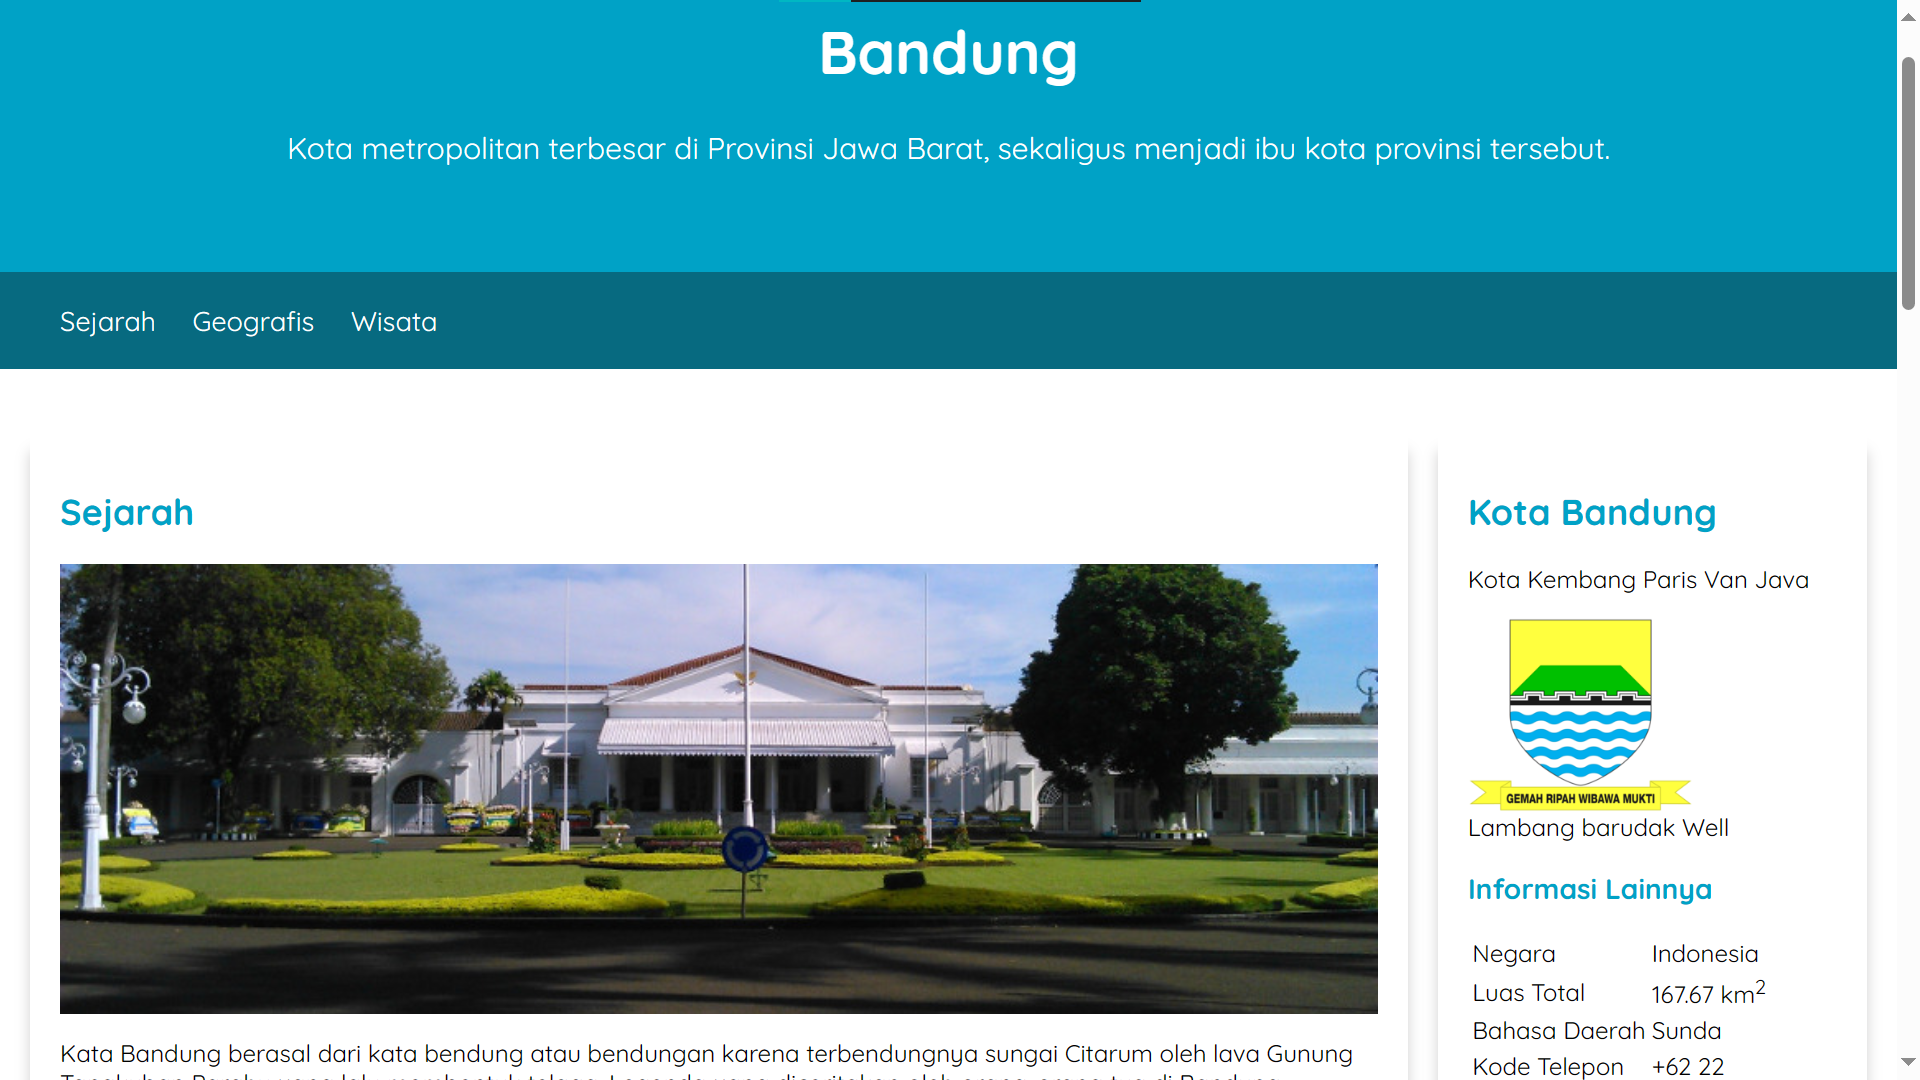 Bandung
Kota metropolitan terbesar di Provinsi Jawa Barat, sekaligus menjadi ibu kota provinsi tersebut.
Sejarah
Geografis
Wisata
Sejarah
Kata Bandung berasal dari kata bendung atau bendungan karena terbendungnya sungai Citarum oleh lava Gunung
Kota Bandung
Kota Kembang Paris Van Java
GEMAH RIPAH WIBAWA MUKTI
Lambang barudak Well
Informasi Lainnya
Negara Indonesia
Luas Total 167.67 km²
Bahasa Daerah Sunda
Kode Telepon +62 22